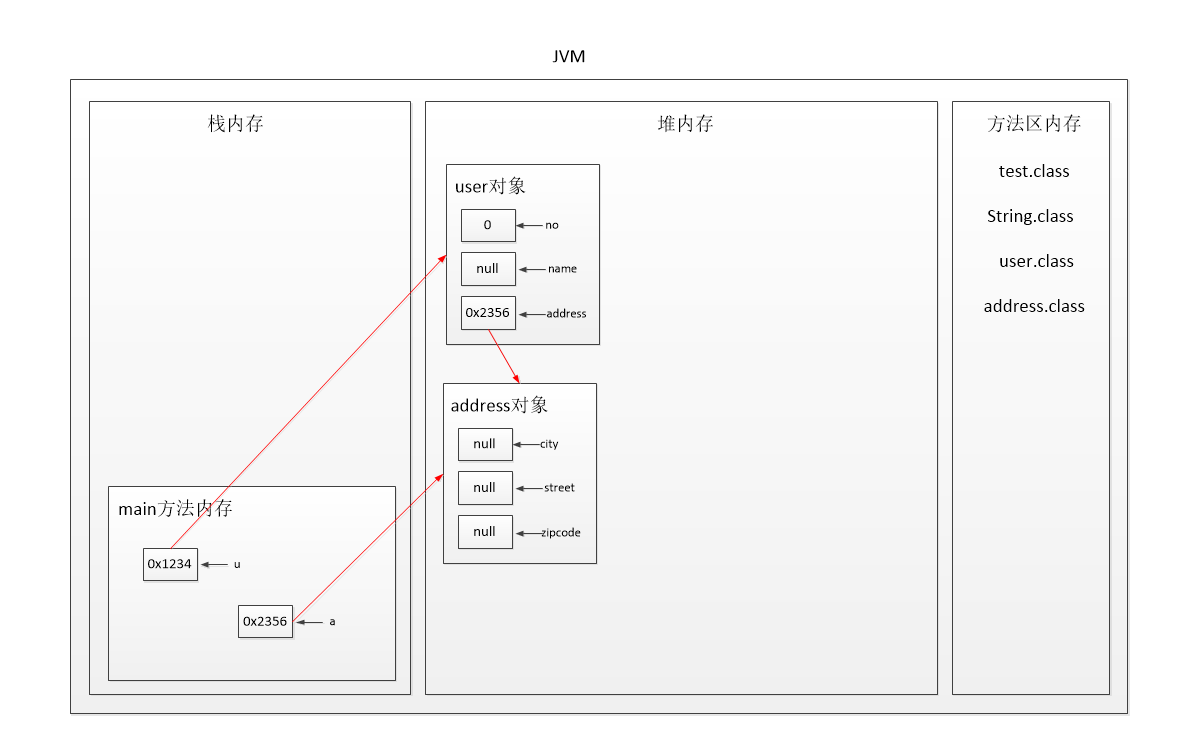 JVM
栈内存
main方法内存
0x1234
u
0x2356
a
堆内存
user对象
0
no
null
name
0x2356
address
address对象
null
city
null
street
null
zipcode
方法区内存
test.class
String.class
user.class
address.class